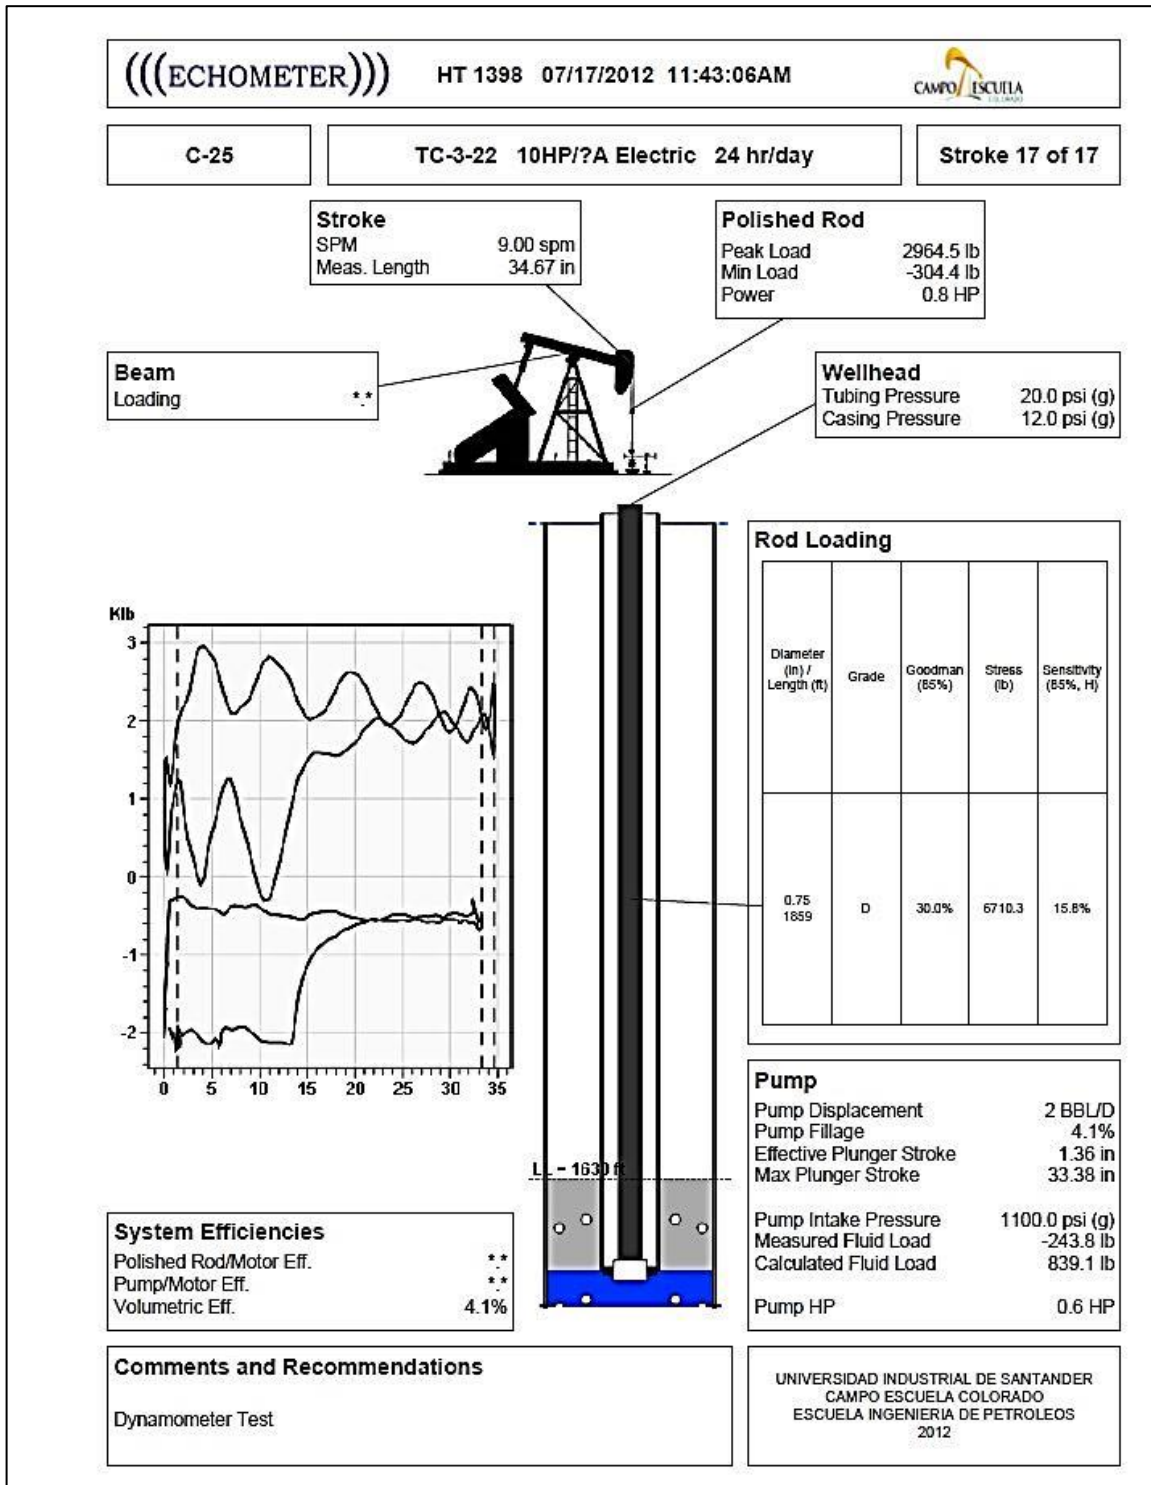 (((ECHOMETER)))
HT 1398 07/17/2012 11:43:06AM
CAMPO ESCUELA
COLORADO
C-25
TC-3-22 10HP/?A Electric 24 hr/day
Stroke 17 of 17
Stroke
SPM 9.00 spm
Meas. Length 34.67 in
Polished Rod
Peak Load 2964.5 lb
Min Load -304.4 lb
Power 0.8 HP
Beam
Loading *.*
Wellhead
Tubing Pressure 20.0 psi (g)
Casing Pressure 12.0 psi (g)
Rod Loading
Diameter (in) / Length (ft)
Grade
Goodman (85%)
Stress (lb)
Sensitivity (85%, H)
0.75
1859
D
30.0%
6710.3
15.8%
Klb
3
2
1
0
-1
-2
0 5 10 15 20 25 30 35
LL = 1630 ft
Pump
Pump Displacement 2 BBL/D
Pump Fillage 4.1%
Effective Plunger Stroke 1.36 in
Max Plunger Stroke 33.38 in
Pump Intake Pressure 1100.0 psi (g)
Measured Fluid Load -243.8 lb
Calculated Fluid Load 839.1 lb
Pump HP 0.6 HP
System Efficiencies
Polished Rod/Motor Eff. *.*
Pump/Motor Eff. *.*
Volumetric Eff. 4.1%
Comments and Recommendations
Dynamometer Test
UNIVERSIDAD INDUSTRIAL DE SANTANDER
CAMPO ESCUELA COLORADO
ESCUELA INGENIERIA DE PETROLEOS
2012